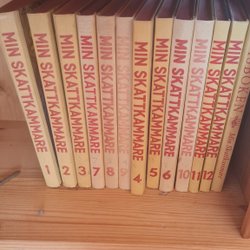 MIN SKATTKAMMARE 1
MIN SKATTKAMMARE 2
MIN SKATTKAMMARE 3
MIN SKATTKAMMARE 7
MIN SKATTKAMMARE 8
MIN SKATTKAMMARE 9
MIN SKATTKAMMARE 4
MIN SKATTKAMMARE 5
MIN SKATTKAMMARE 6
MIN SKATTKAMMARE 10
MIN SKATTKAMMARE 11
MIN SKATTKAMMARE 12